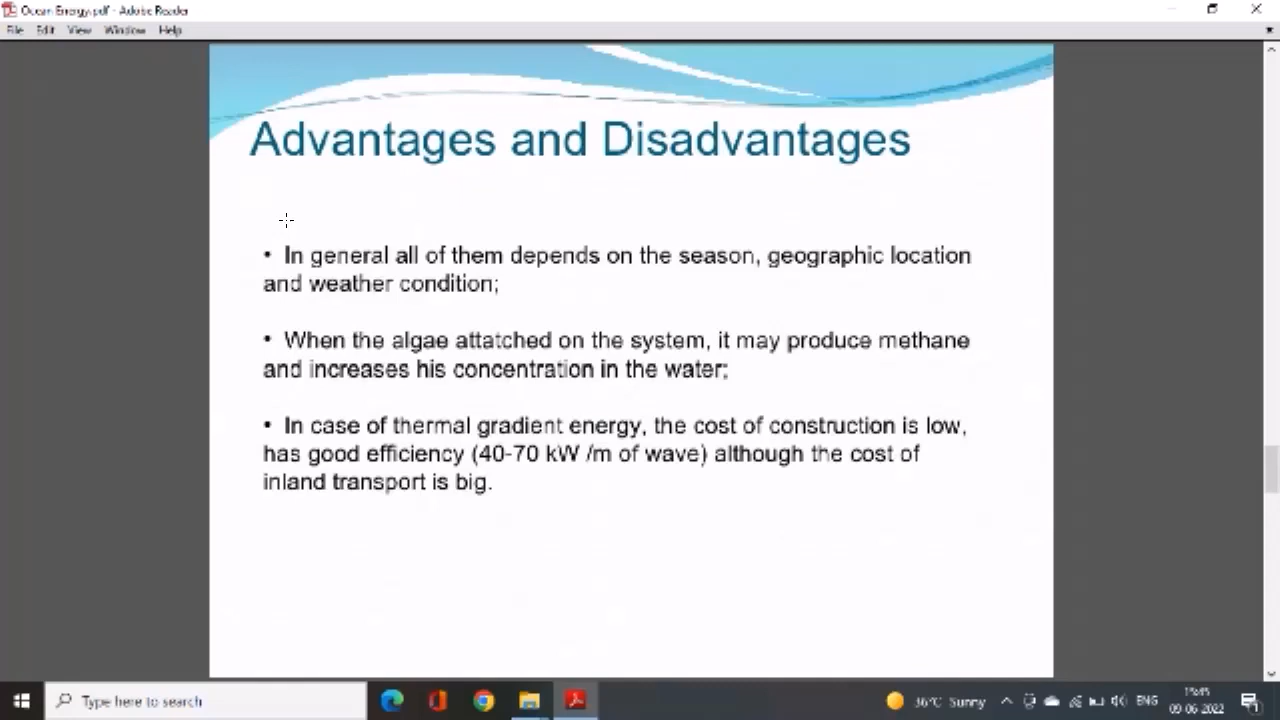 Ocean Energy.pdf - Adobe Reader
File Edit View Window Help
Advantages and Disadvantages
• In general all of them depends on the season, geographic location
and weather condition;
• When the algae attatched on the system, it may produce methane
and increases his concentration in the water;
• In case of thermal gradient energy, the cost of construction is low,
has good efficiency (40-70 kW /m of wave) although the cost of
inland transport is big.
Type here to search
36°C Sunny
ENG
09-06-2022